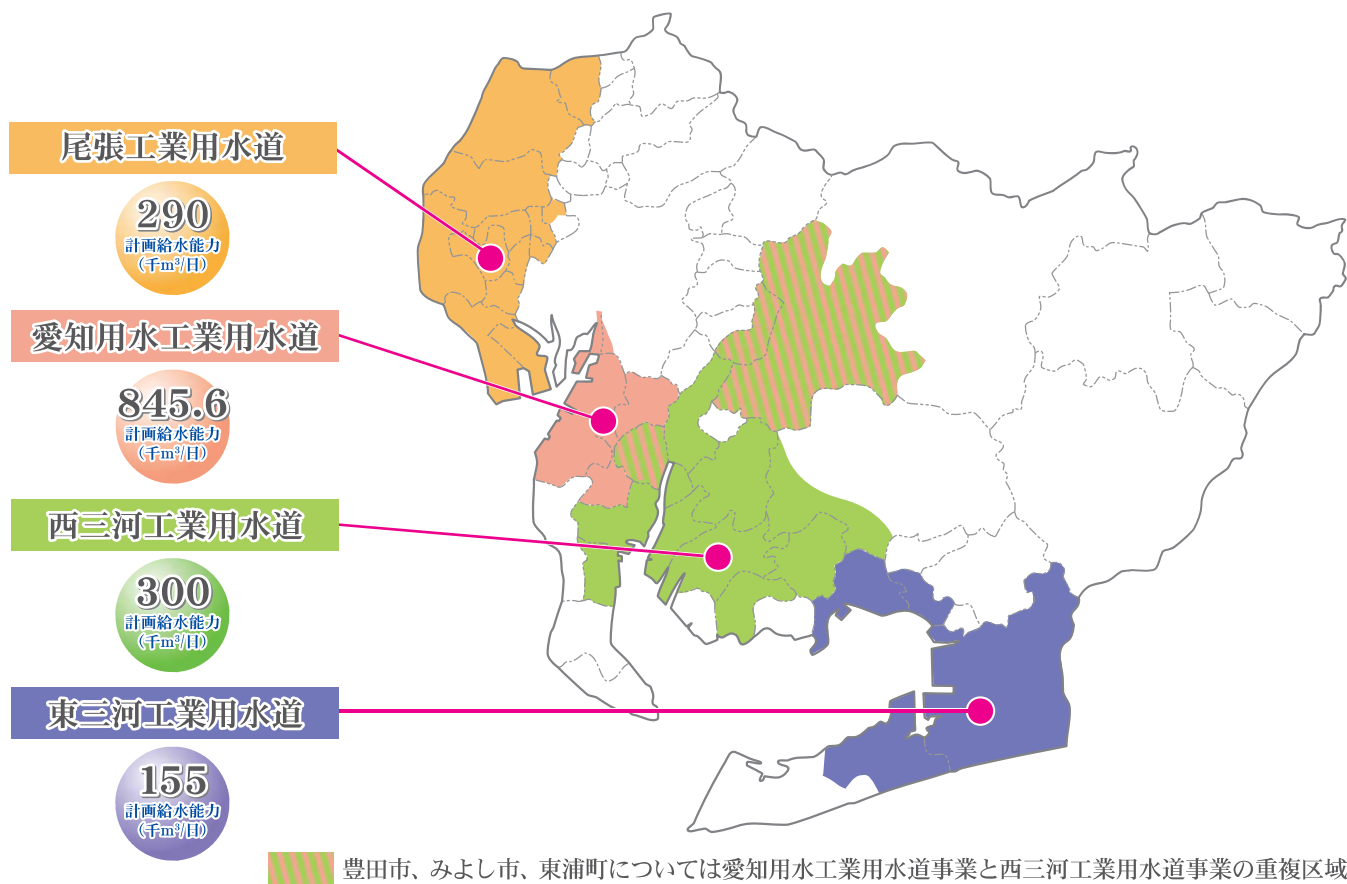 尾張工業用水道
290
計画給水能力
（千m³/日）
愛知用水工業用水道
845.6
計画給水能力
（千m³/日）
西三河工業用水道
300
計画給水能力
（千m³/日）
東三河工業用水道
155
計画給水能力
（千m³/日）
豊田市、みよし市、東浦町については愛知用水工業用水道事業と西三河工業用水道事業の重複区域